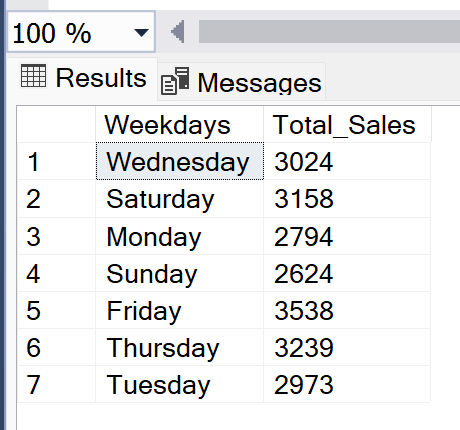 100 %
Results Messages
Weekdays Total_Sales
1 Wednesday 3024
2 Saturday 3158
3 Monday 2794
4 Sunday 2624
5 Friday 3538
6 Thursday 3239
7 Tuesday 2973